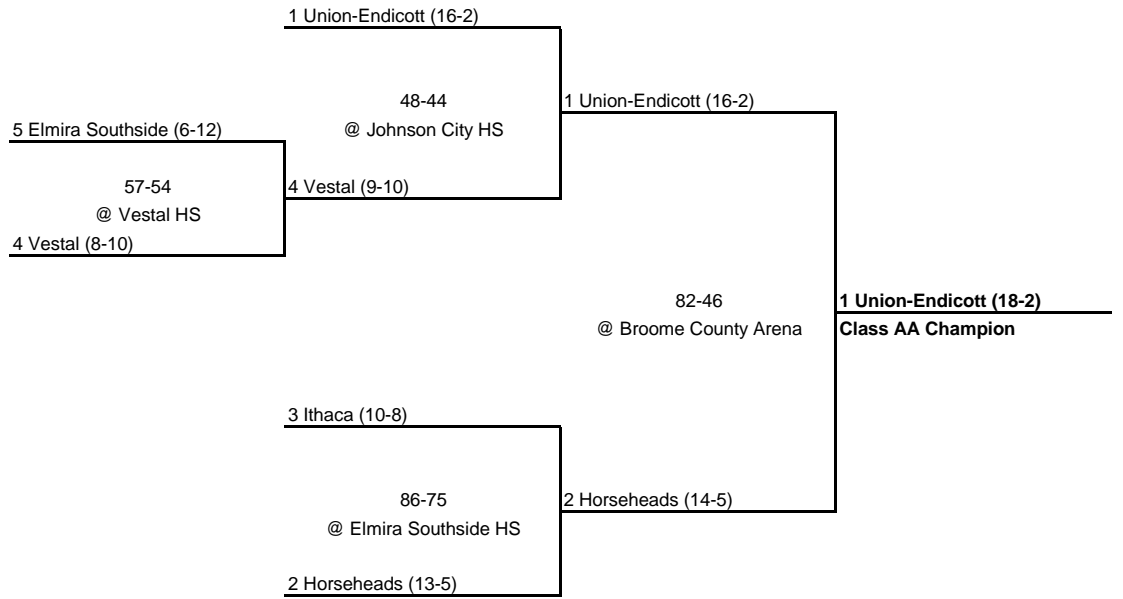 1 Union-Endicott (16-2)
48-44
@ Johnson City HS
1 Union-Endicott (16-2)
5 Elmira Southside (6-12)
57-54
@ Vestal HS
4 Vestal (9-10)
4 Vestal (8-10)
82-46
@ Broome County Arena
1 Union-Endicott (18-2)
Class AA Champion
3 Ithaca (10-8)
86-75
@ Elmira Southside HS
2 Horseheads (14-5)
2 Horseheads (13-5)